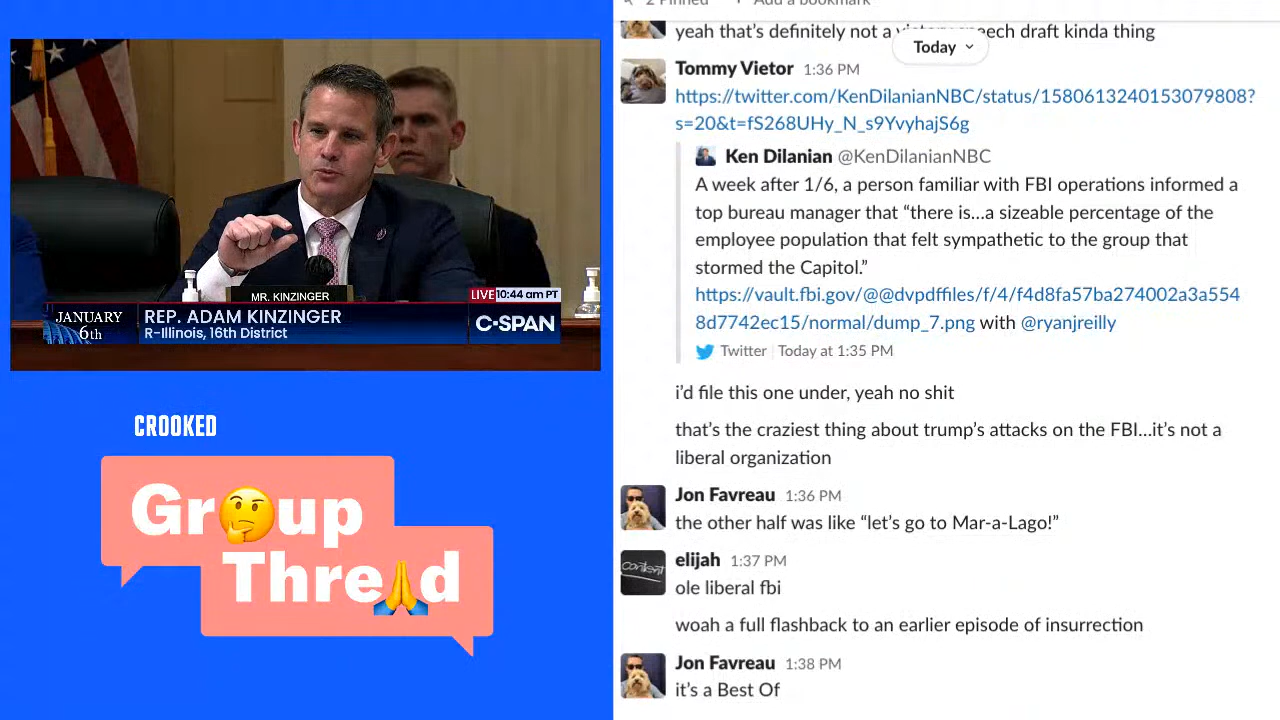 2 Pinned + Add a bookmark
yeah that's definitely not a victory speech draft kinda thing
Today
Tommy Vietor 1:36 PM
https://twitter.com/KenDilanianNBC/status/1580613240153079808?
s=20&t=fS268UHy_N_s9YvyhajS6g
Ken Dilanian @KenDilanianNBC
A week after 1/6, a person familiar with FBI operations informed a
top bureau manager that “there is...a sizeable percentage of the
employee population that felt sympathetic to the group that
stormed the Capitol.”
https://vault.fbi.gov/@@dvpdffiles/f/4/f4d8fa57ba274002a3a554
8d7742ec15/normal/dump_7.png with @ryanjreilly
Twitter | Today at 1:35 PM
i'd file this one under, yeah no shit
that's the craziest thing about trump's attacks on the FBI...it's not a
liberal organization
Jon Favreau 1:36 PM
the other half was like “let's go to Mar-a-Lago!”
elijah 1:37 PM
content
ole liberal fbi
woah a full flashback to an earlier episode of insurrection
Jon Favreau 1:38 PM
it's a Best Of
MR. KINZINGER
LIVE 10:44 am PT
JANUARY
6th
REP. ADAM KINZINGER
R-Illinois, 16th District
C-SPAN
CROOKED
Gr🤔up
Thre🙏d